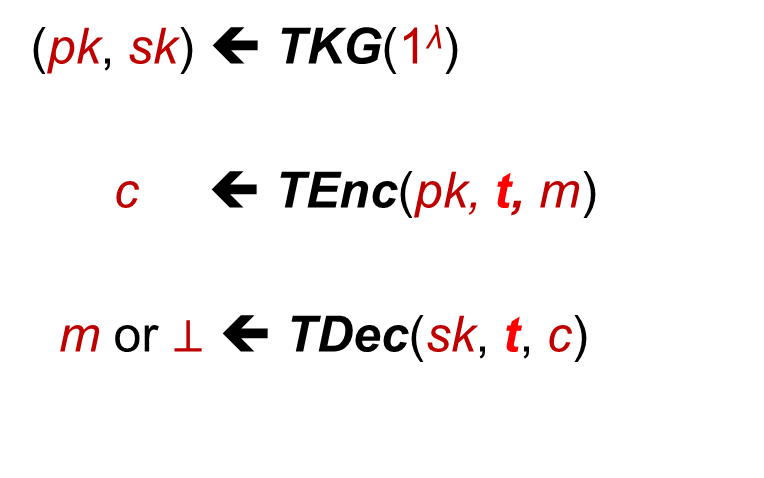 (pk, sk) 🡸 TKG(1^λ)
c 🡸 TEnc(pk, t, m)
m or ⊥ 🡸 TDec(sk, t, c)